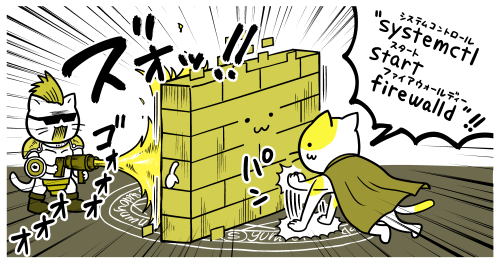 システムコントロール
"systemctl
スタート
start
ファイアウォールディー
firewalld"!!
ズオッ!!
ゴオオオオオオ
パン